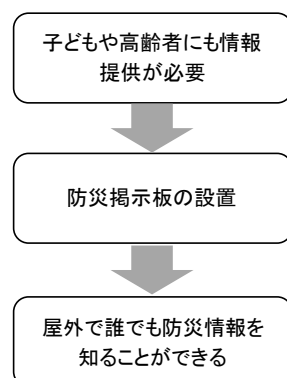 子どもや高齢者にも情報
提供が必要
防災掲示板の設置
屋外で誰でも防災情報を
知ることができる